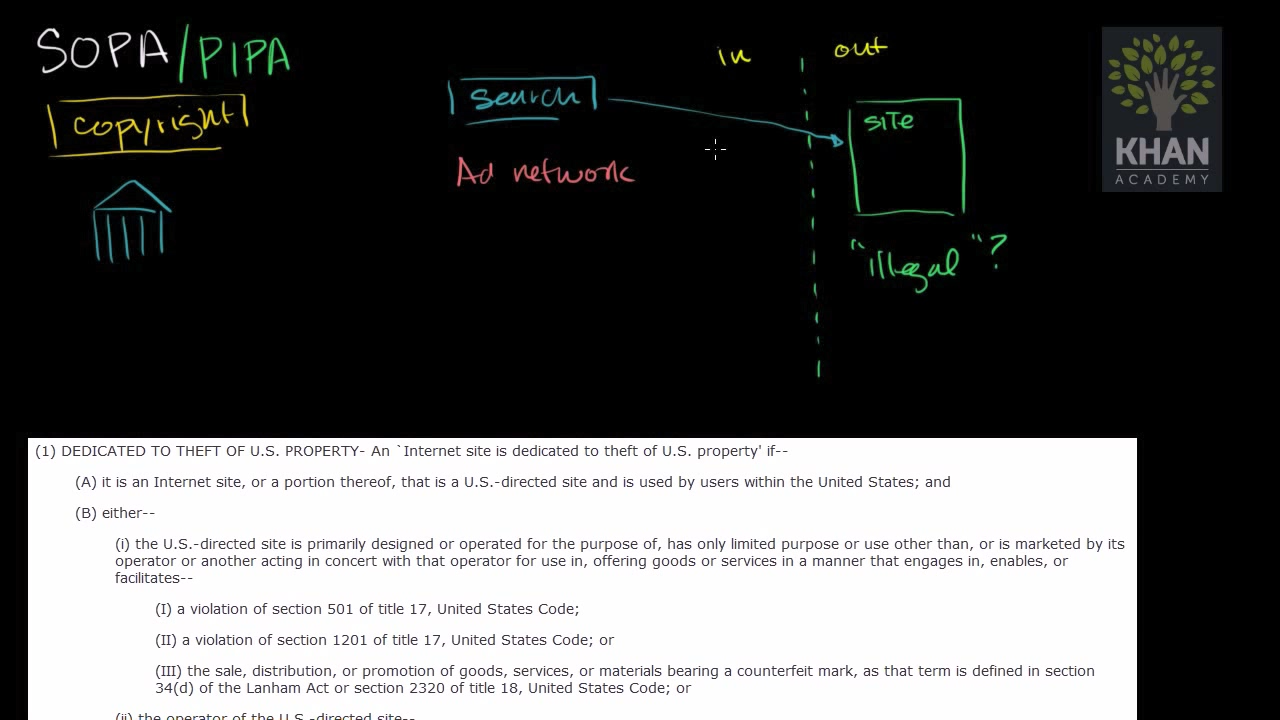 SOPA/PIPA
in
out
copyright
search
SITE
Ad network
"illegal"?
KHAN
ACADEMY
(1) DEDICATED TO THEFT OF U.S. PROPERTY- An `Internet site is dedicated to theft of U.S. property' if--
(A) it is an Internet site, or a portion thereof, that is a U.S.-directed site and is used by users within the United States; and
(B) either--
(i) the U.S.-directed site is primarily designed or operated for the purpose of, has only limited purpose or use other than, or is marketed by its
operator or another acting in concert with that operator for use in, offering goods or services in a manner that engages in, enables, or
facilitates--
(I) a violation of section 501 of title 17, United States Code;
(II) a violation of section 1201 of title 17, United States Code; or
(III) the sale, distribution, or promotion of goods, services, or materials bearing a counterfeit mark, as that term is defined in section
34(d) of the Lanham Act or section 2320 of title 18, United States Code; or
(ii) the operator of the U.S.-directed site--